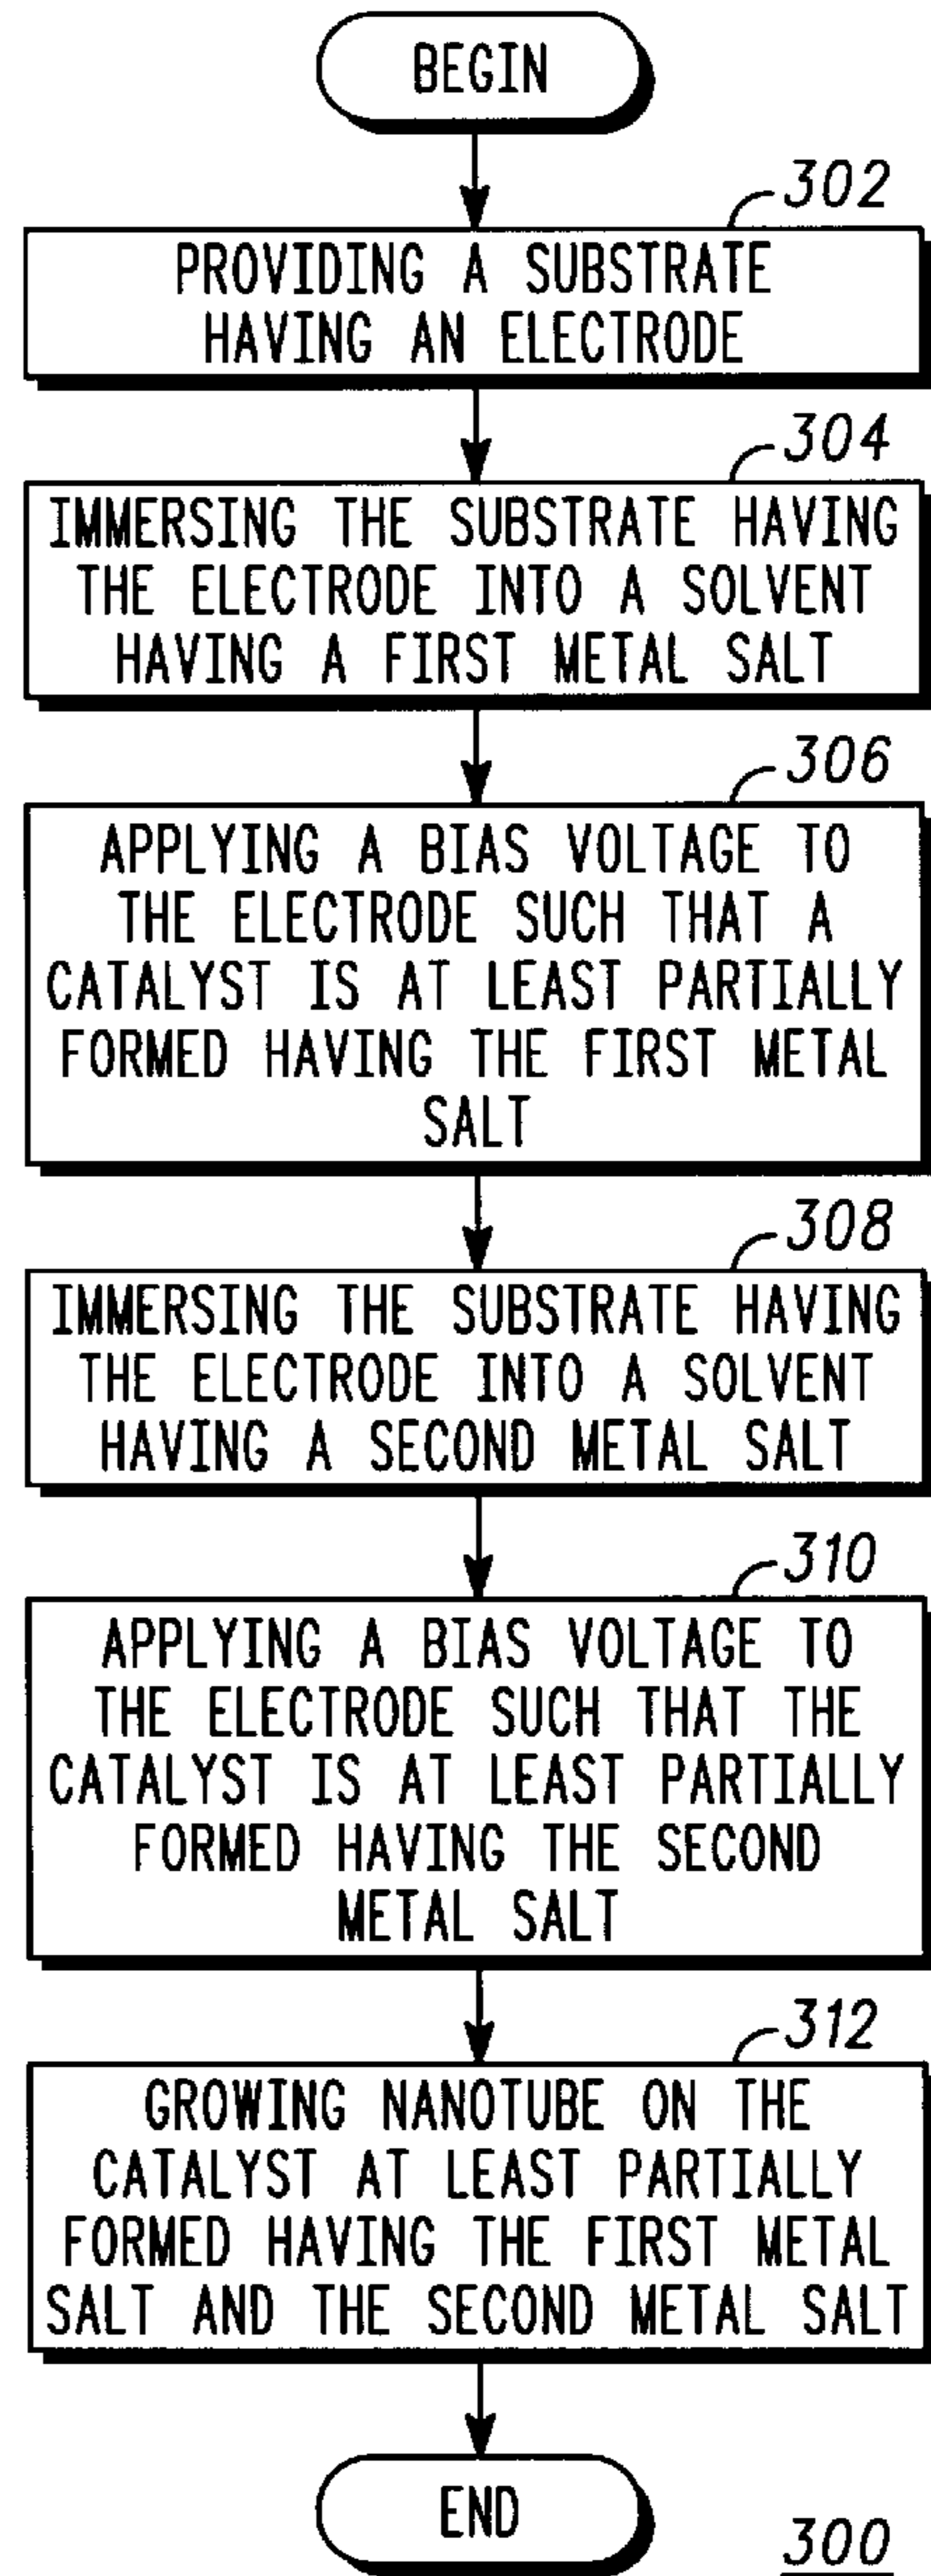 BEGIN
302
PROVIDING A SUBSTRATE
HAVING AN ELECTRODE
304
IMMERSING THE SUBSTRATE HAVING
THE ELECTRODE INTO A SOLVENT
HAVING A FIRST METAL SALT
306
APPLYING A BIAS VOLTAGE TO
THE ELECTRODE SUCH THAT A
CATALYST IS AT LEAST PARTIALLY
FORMED HAVING THE FIRST METAL
SALT
308
IMMERSING THE SUBSTRATE HAVING
THE ELECTRODE INTO A SOLVENT
HAVING A SECOND METAL SALT
310
APPLYING A BIAS VOLTAGE TO
THE ELECTRODE SUCH THAT THE
CATALYST IS AT LEAST PARTIALLY
FORMED HAVING THE SECOND
METAL SALT
312
GROWING NANOTUBE ON THE
CATALYST AT LEAST PARTIALLY
FORMED HAVING THE FIRST METAL
SALT AND THE SECOND METAL SALT
END
300